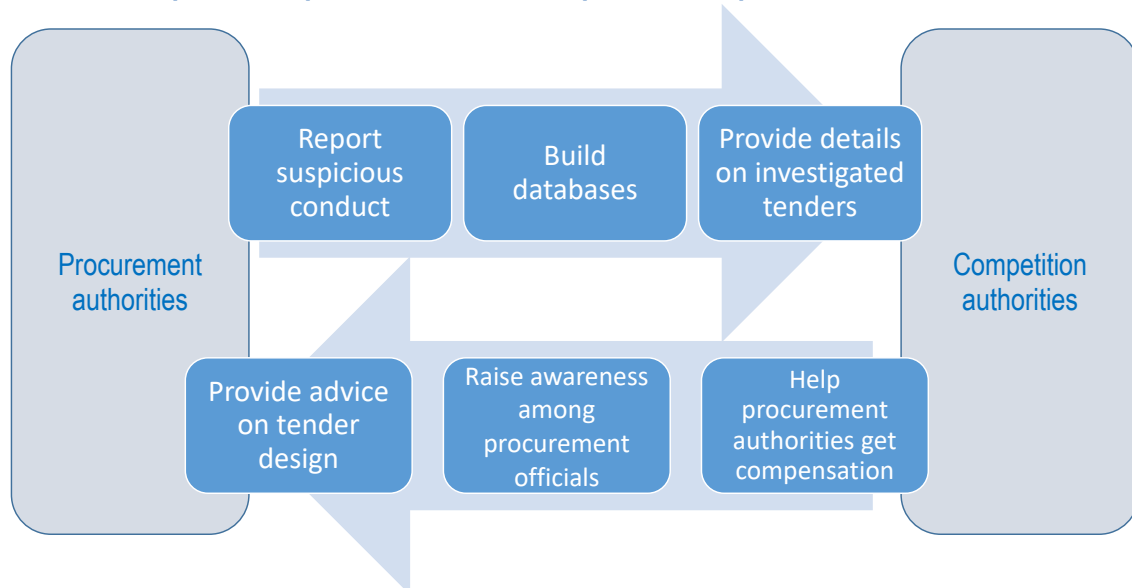 Procurement
authorities
Report
suspicious
conduct
Build
databases
Provide details
on investigated
tenders
Competition
authorities
Provide advice
on tender
design
Raise awareness
among
procurement
officials
Help
procurement
authorities get
compensation